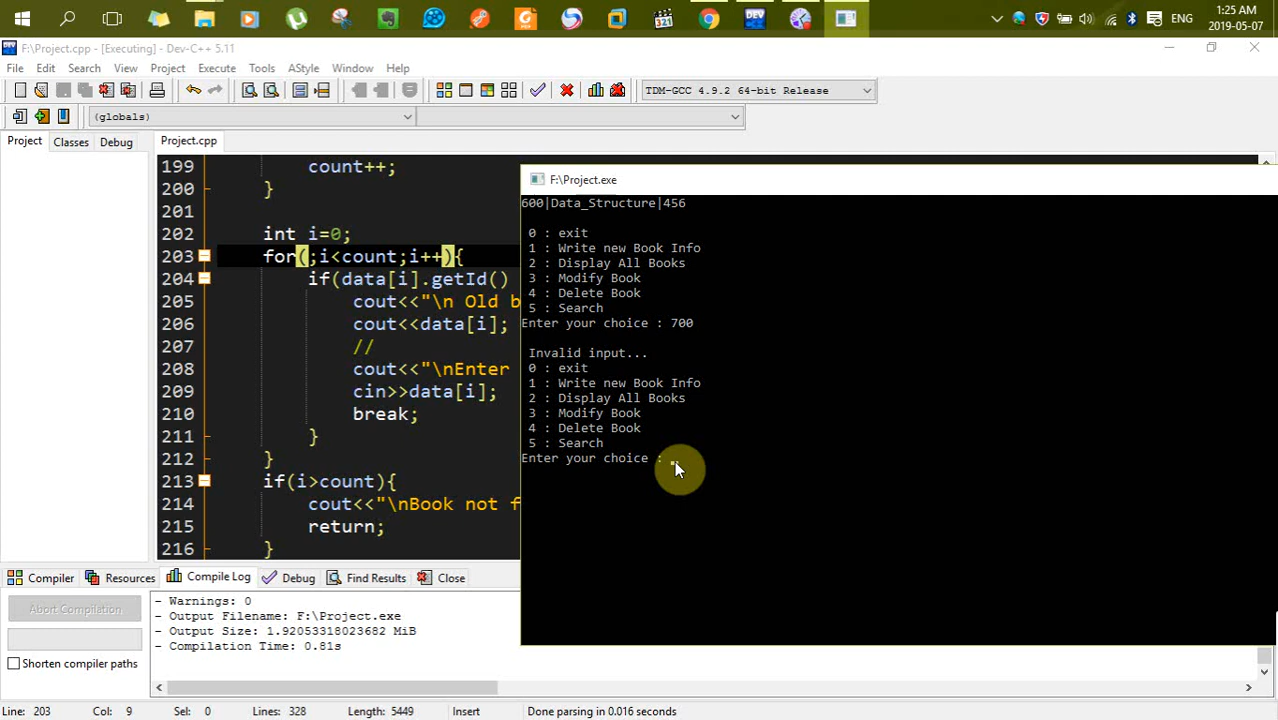 321
DEV
ENG
1:25 AM
2019-05-07
F:\Project.cpp - [Executing] - Dev-C++ 5.11
File Edit Search View Project Execute Tools AStyle Window Help
TDM-GCC 4.9.2 64-bit Release
(globals)
Project Classes Debug
Project.cpp
199 count++;
200 }
201
202 int i=0;
203 for(;i<count;i++){
204 if(data[i].getId()
205 cout<<"\n Old b
206 cout<<data[i];
207 //
208 cout<<"\nEnter
209 cin>>data[i];
210 break;
211 }
212 }
213 if(i>count){
214 cout<<"\nBook not f
215 return;
216 }
F:\Project.exe
600|Data_Structure|456
0 : exit
1 : Write new Book Info
2 : Display All Books
3 : Modify Book
4 : Delete Book
5 : Search
Enter your choice : 700
Invalid input...
0 : exit
1 : Write new Book Info
2 : Display All Books
3 : Modify Book
4 : Delete Book
5 : Search
Enter your choice :
Compiler Resources Compile Log Debug Find Results Close
Abort Compilation
Shorten compiler paths
- Warnings: 0
- Output Filename: F:\Project.exe
- Output Size: 1.92053318023682 MiB
- Compilation Time: 0.81s
Line: 203 Col: 9 Sel: 0 Lines: 328 Length: 5449 Insert Done parsing in 0.016 seconds